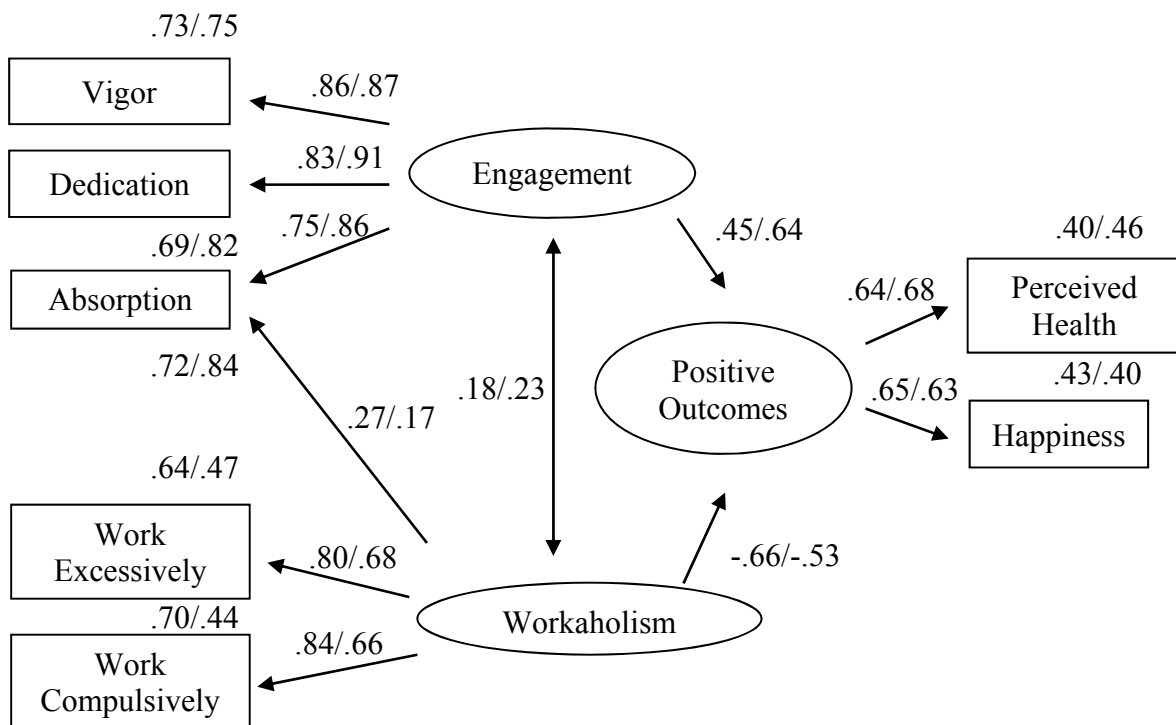 .73/.75
Vigor
.86/.87
Dedication
.83/.91
Engagement
.75/.86
.69/.82
Absorption
.45/.64
.40/.46
Perceived
Health
.64/.68
.72/.84
.18/.23
Positive
Outcomes
.43/.40
.65/.63
Happiness
.27/.17
.64/.47
Work
Excessively
.80/.68
-.66/-.53
.70/.44
Workaholism
.84/.66
Work
Compulsively